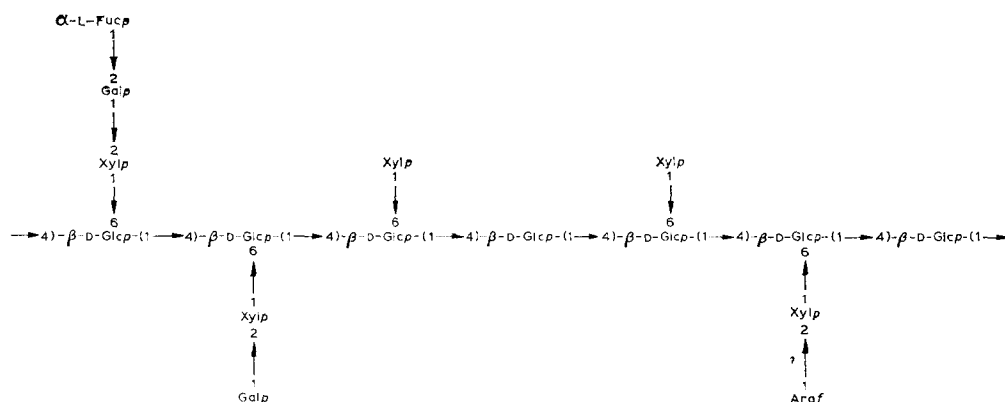 α-L-Fucp
1
2
Galp
1
2
Xylp Xylp Xylp
1 1 1
6 6
4)-β-D-Glcp-(1 4)-β-D-Glcp-(1 4)-β-D-Glcp-(1 4)-β-D-Glcp-(1 4)-β-D-Glcp-(1 4)-β-D-Glcp-(1 4)-β-D-Glcp-(1
6 6
1 1
Xylp Xylp
2 2
?
1 1
Galp Araf